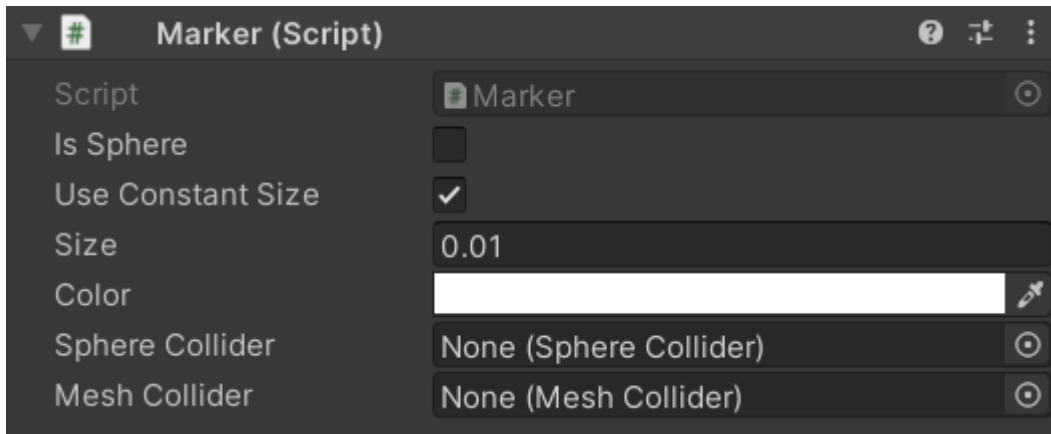 Marker (Script)
Script Marker
Is Sphere
Use Constant Size
Size 0.01
Color
Sphere Collider None (Sphere Collider)
Mesh Collider None (Mesh Collider)